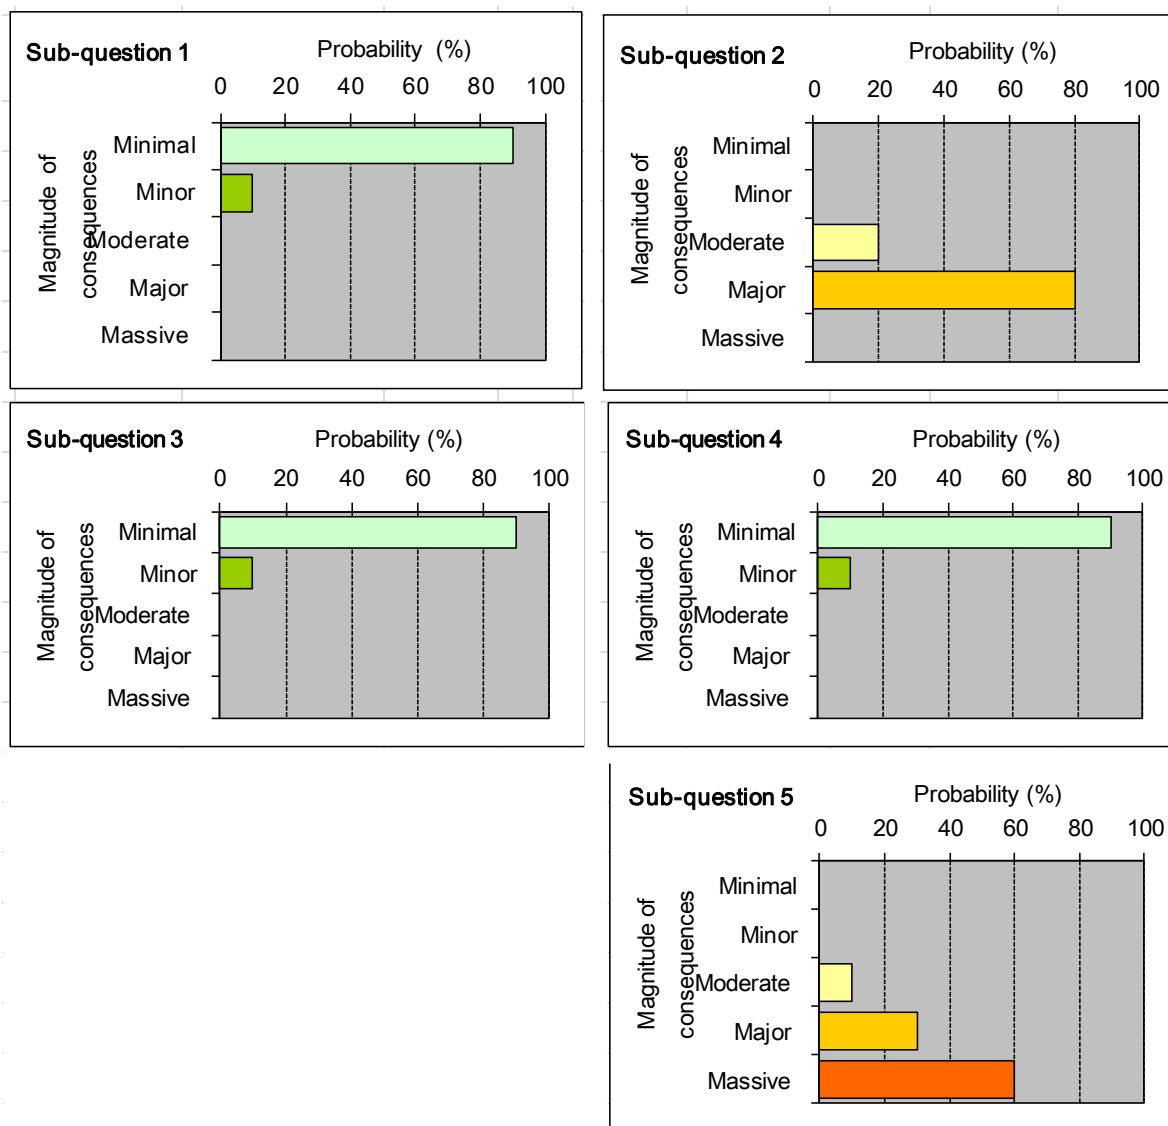 Sub-question 1
Probability (%)
0 20 40 60 80 100
Magnitude of
consequences
Minimal
Minor
Moderate
Major
Massive
Sub-question 2
Probability (%)
0 20 40 60 80 100
Magnitude of
consequences
Minimal
Minor
Moderate
Major
Massive
Sub-question 3
Probability (%)
0 20 40 60 80 100
Magnitude of
consequences
Minimal
Minor
Moderate
Major
Massive
Sub-question 4
Probability (%)
0 20 40 60 80 100
Magnitude of
consequences
Minimal
Minor
Moderate
Major
Massive
Sub-question 5
Probability (%)
0 20 40 60 80 100
Magnitude of
consequences
Minimal
Minor
Moderate
Major
Massive